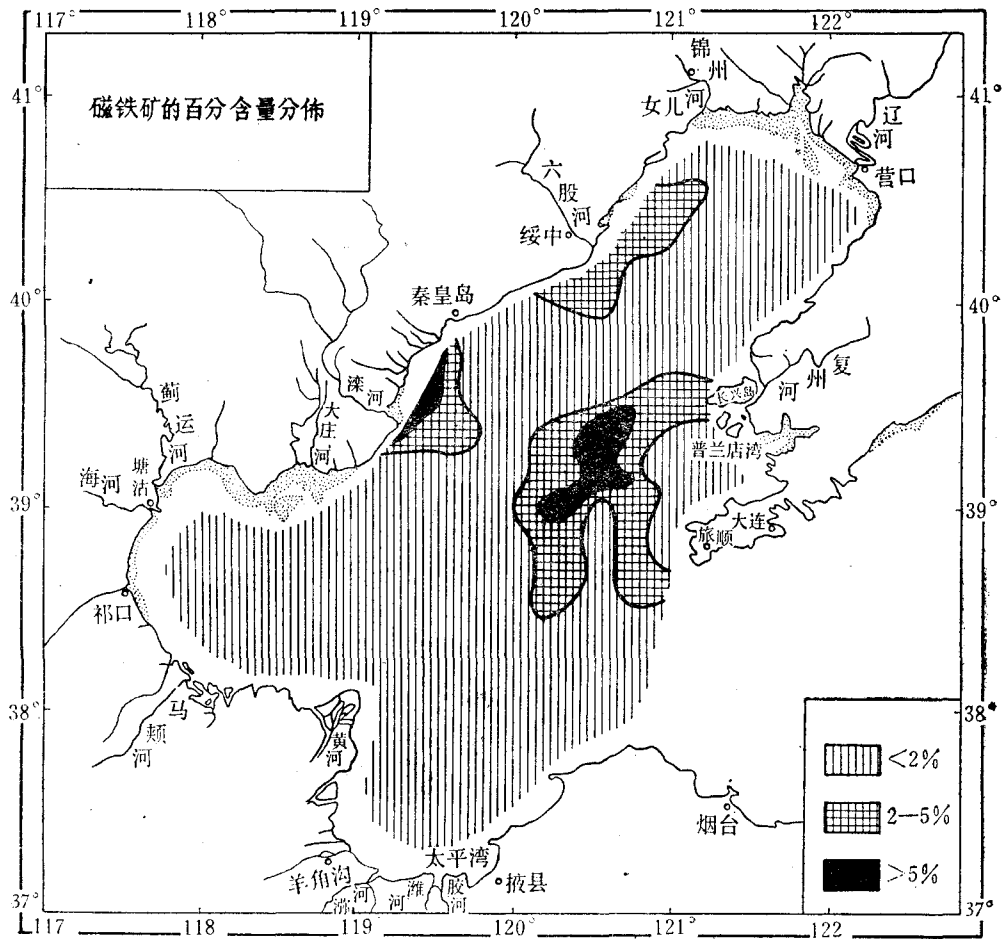 117° 118° 119° 120° 121° 122°
磁铁矿的百分含量分佈
41°
41°
锦州
女儿河
辽河
营口
六股河
绥中
40°
40°
秦皇岛
滦河
大庄河
蓟运河
海河
塘沽
复州河
长兴岛
普兰店湾
39°
39°
大连
旅顺
祁口
38°
38°
马颊河
黄河
<2%
2—5%
>5%
烟台
太平湾
羊角沟
掖县
弥河
潍河
胶河
37°
37°
117 118 119 120 121 122